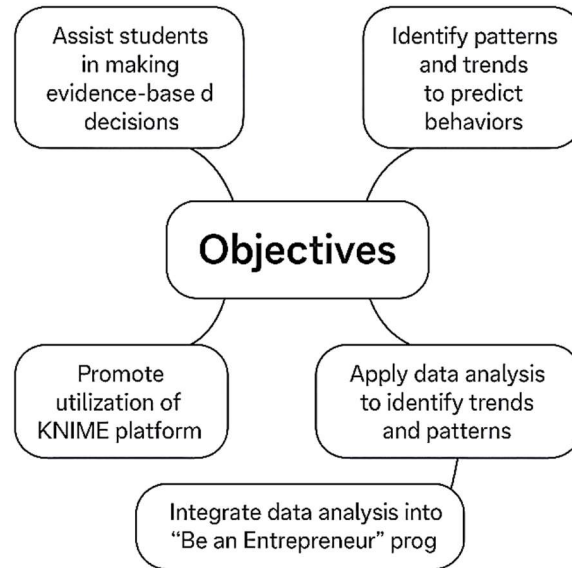 Assist students
in making
evidence-base d
decisions
Identify patterns
and trends
to predict
behaviors
Objectives
Promote
utilization of
KNIME platform
Apply data analysis
to identify trends
and patterns
Integrate data analysis into
“Be an Entrepreneur” prog